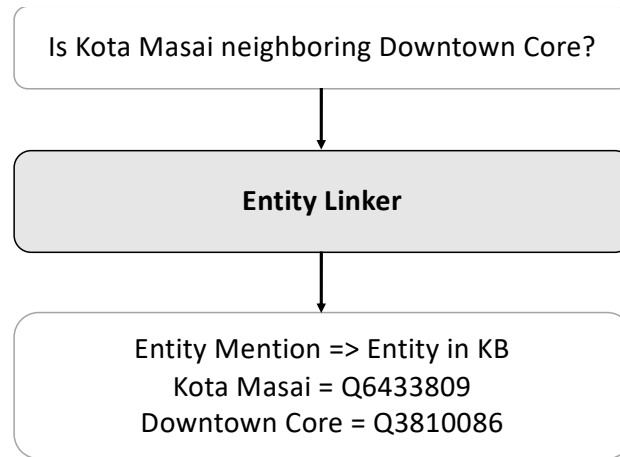 Is Kota Masai neighboring Downtown Core?
Entity Linker
Entity Mention => Entity in KB
Kota Masai = Q6433809
Downtown Core = Q3810086